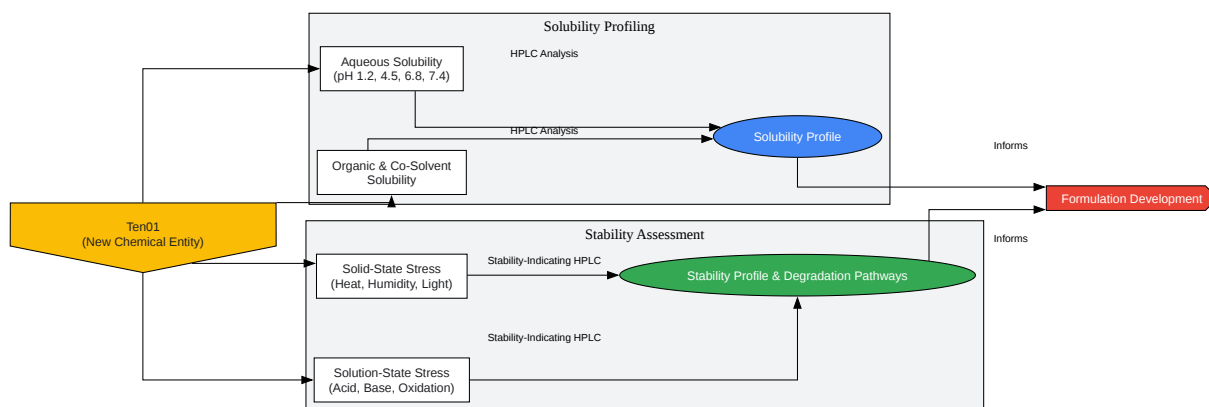 Solubility Profiling
HPLC Analysis
Aqueous Solubility
(pH 1.2, 4.5, 6.8, 7.4)
HPLC Analysis
Solubility Profile
Informs
Organic & Co-Solvent
Solubility
Formulation Development
Ten01
(New Chemical Entity)
Stability Assessment
Informs
Stability-Indicating HPLC
Solid-State Stress
(Heat, Humidity, Light)
Stability Profile & Degradation Pathways
Stability-Indicating HPLC
Solution-State Stress
(Acid, Base, Oxidation)